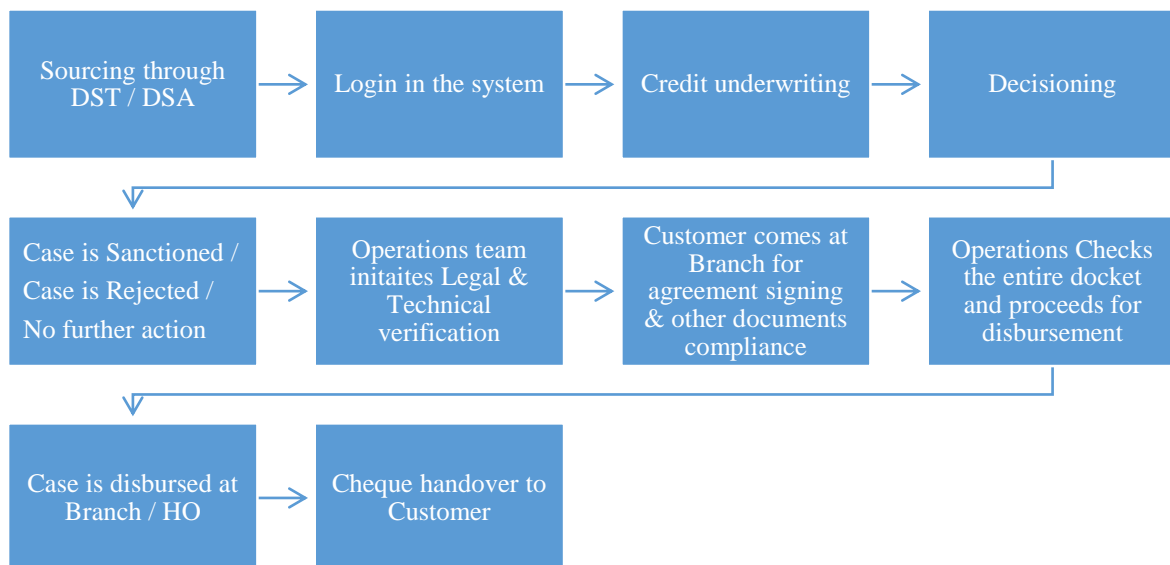 Sourcing through
DST / DSA
Login in the system
Credit underwriting
Decisioning
Case is Sanctioned /
Case is Rejected /
No further action
Operations team
initaites Legal &
Technical
verification
Customer comes at
Branch for
agreement signing
& other documents
compliance
Operations Checks
the entire docket
and proceeds for
disbursement
Case is disbursed at
Branch / HO
Cheque handover to
Customer